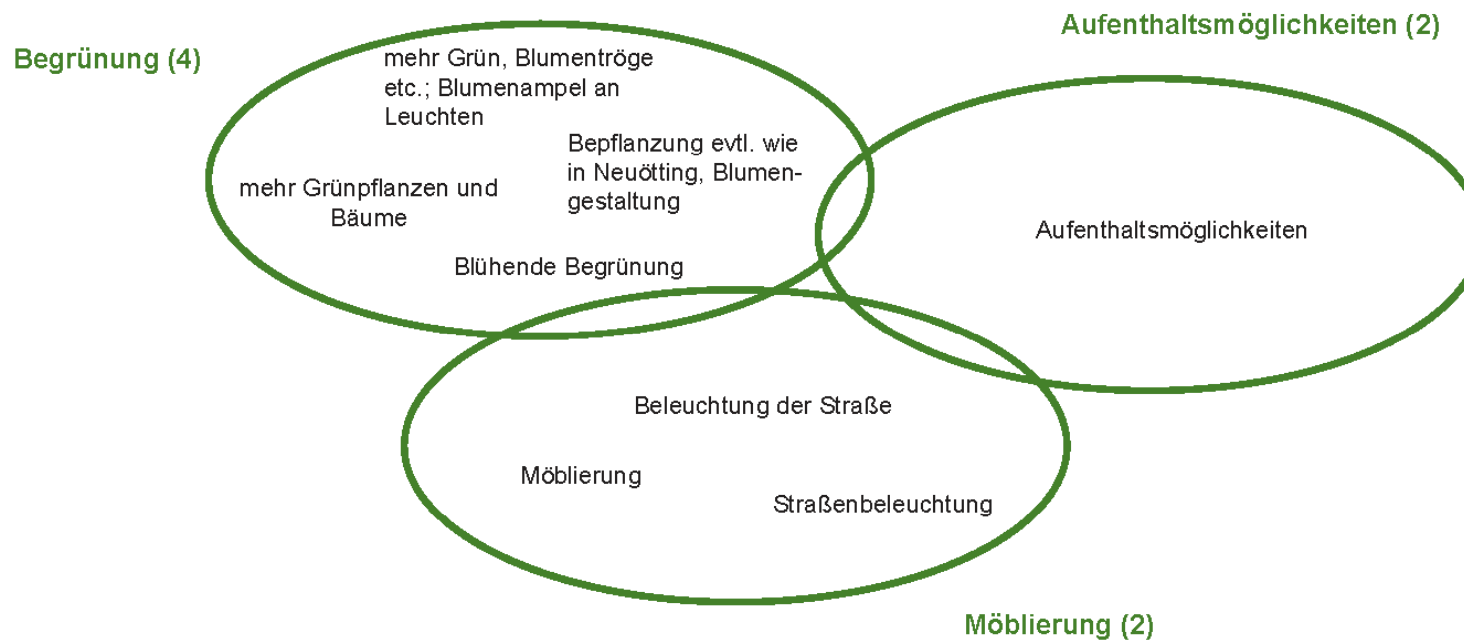 Aufenthaltsmöglichkeiten (2)
Begrünung (4)
mehr Grün, Blumentröge
etc.; Blumenampel an
Leuchten
Bepflanzung evtl. wie
in Neuötting, Blumen-
gestaltung
mehr Grünpflanzen und
Bäume
Aufenthaltsmöglichkeiten
Blühende Begrünung
Beleuchtung der Straße
Möblierung
Straßenbeleuchtung
Möblierung (2)